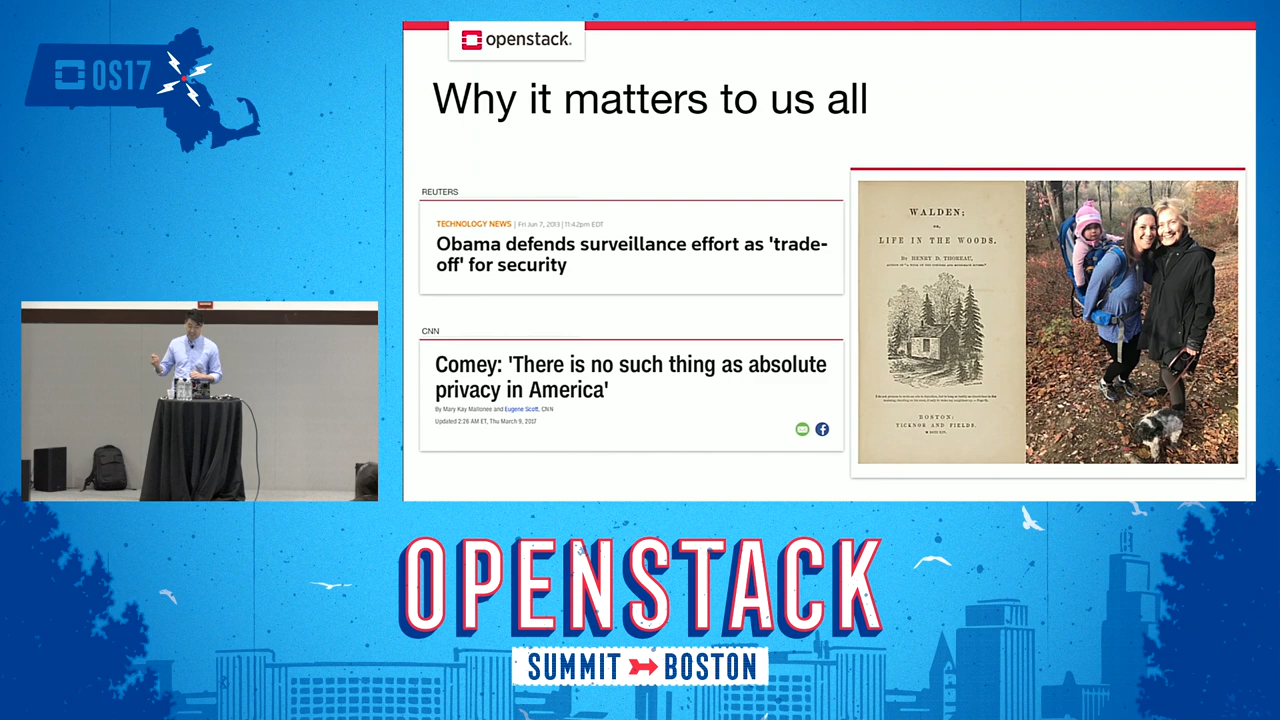 OS17
openstack.
Why it matters to us all
REUTERS
TECHNOLOGY NEWS | Fri Jun 7, 2013 | 11:42pm EDT
Obama defends surveillance effort as 'trade-
off' for security
CNN
Comey: 'There is no such thing as absolute
privacy in America'
By Mary Kay Mallonee and Eugene Scott, CNN
Updated 2:26 AM ET, Thu March 9, 2017
WALDEN;
OR,
LIFE IN THE WOODS.
BY HENRY D. THOREAU,
BOSTON:
TICKNOR AND FIELDS.
OPENSTACK
SUMMIT BOSTON